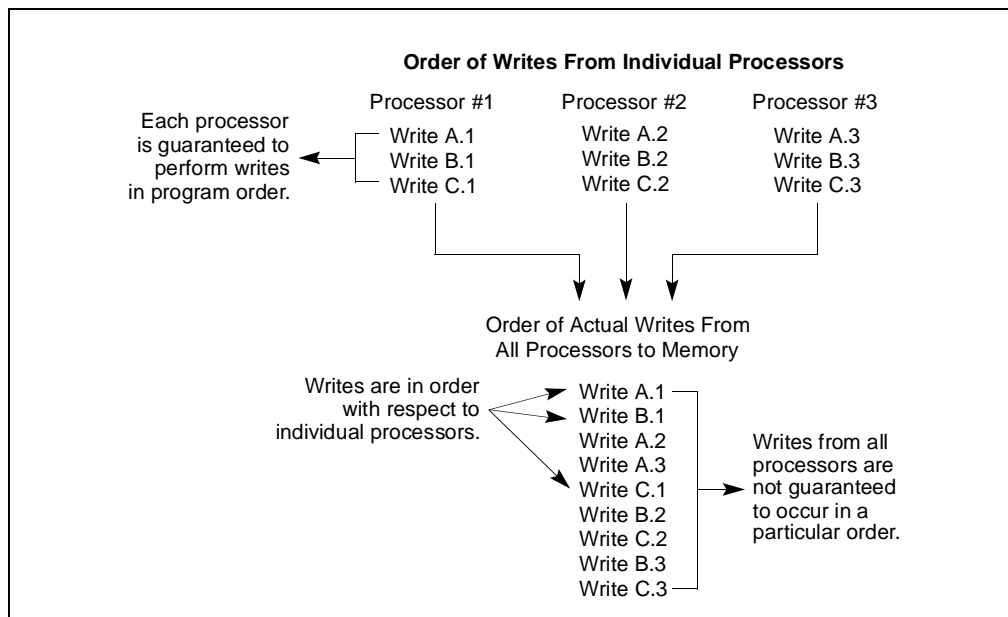 Order of Writes From Individual Processors
Processor #1
Processor #2
Processor #3
Each processor
is guaranteed to
perform writes
in program order.
Write A.1
Write B.1
Write C.1
Write A.2
Write B.2
Write C.2
Write A.3
Write B.3
Write C.3
Order of Actual Writes From
All Processors to Memory
Writes are in order
with respect to
individual processors.
Write A.1
Write B.1
Write A.2
Write A.3
Write C.1
Write B.2
Write C.2
Write B.3
Write C.3
Writes from all
processors are
not guaranteed
to occur in a
particular order.